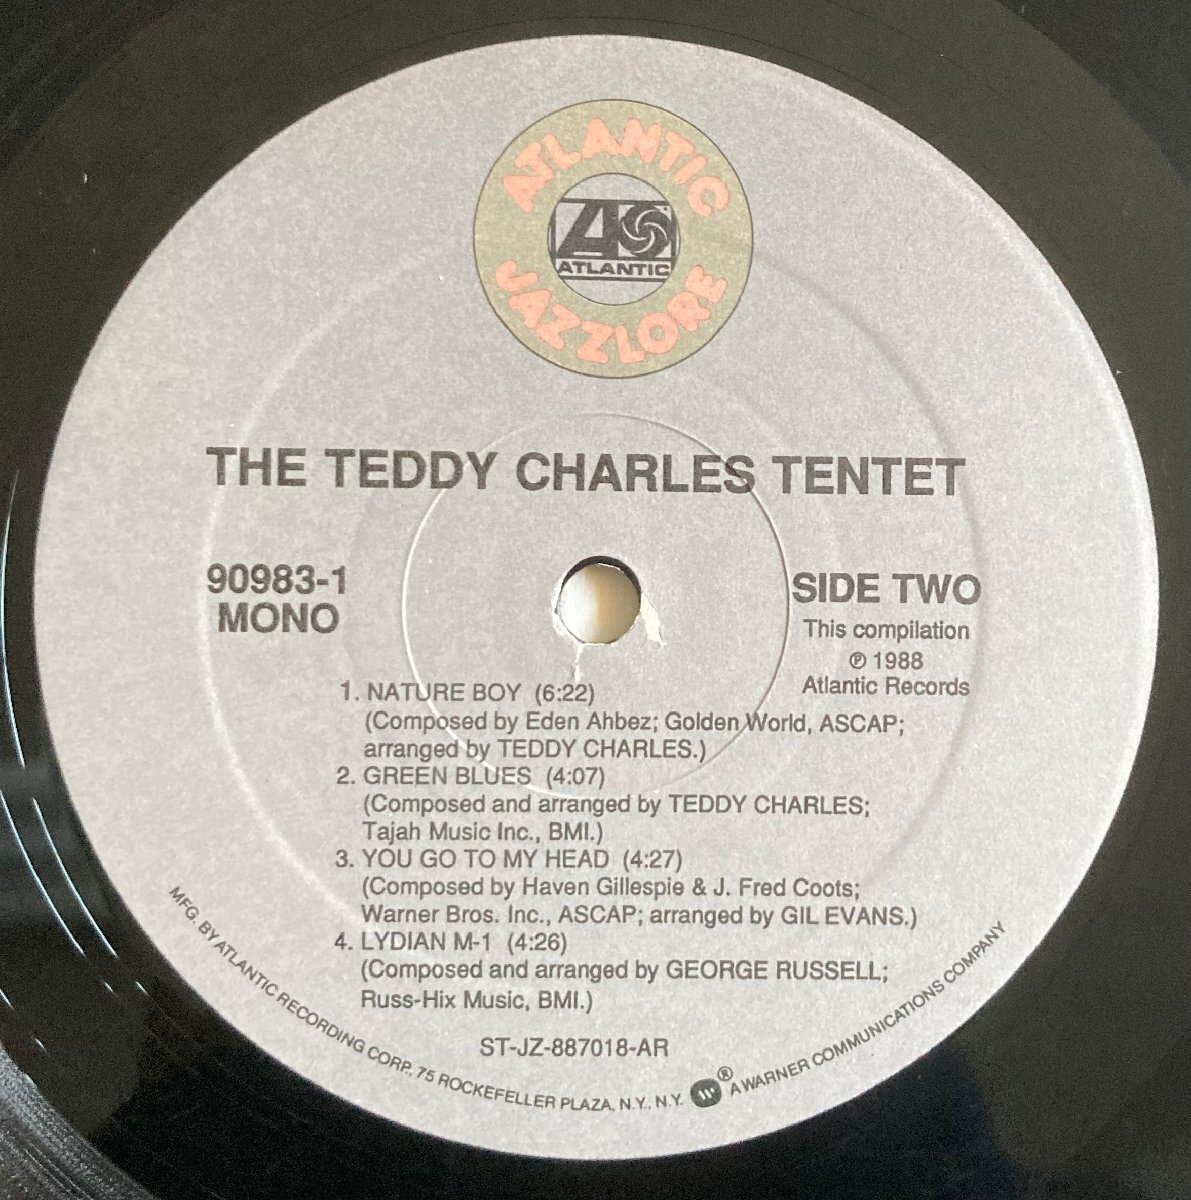 ATLANTIC
ATLANTIC
JAZZLORE
THE TEDDY CHARLES TENTET
90983-1
MONO
SIDE TWO
This compilation
℗ 1988
Atlantic Records
1. NATURE BOY (6:22)
(Composed by Eden Ahbez; Golden World, ASCAP;
arranged by TEDDY CHARLES.)
2. GREEN BLUES (4:07)
(Composed and arranged by TEDDY CHARLES;
Tajah Music Inc., BMI.)
3. YOU GO TO MY HEAD (4:27)
(Composed by Haven Gillespie & J. Fred Coots;
Warner Bros. Inc., ASCAP; arranged by GIL EVANS.)
4. LYDIAN M-1 (4:26)
(Composed and arranged by GEORGE RUSSELL;
Russ-Hix Music, BMI.)
ST-JZ-887018-AR
MFG. BY ATLANTIC RECORDING CORP., 75 ROCKEFELLER PLAZA, N.Y., N.Y. ® A WARNER COMMUNICATIONS COMPANY